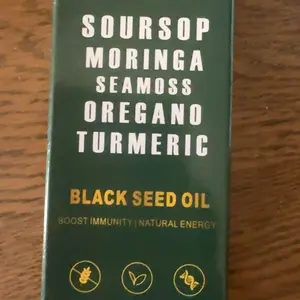 SOURSOP
MORINGA
SEAMOSS
OREGANO
TURMERIC
BLACK SEED OIL
BOOST IMMUNITY | NATURAL ENERGY